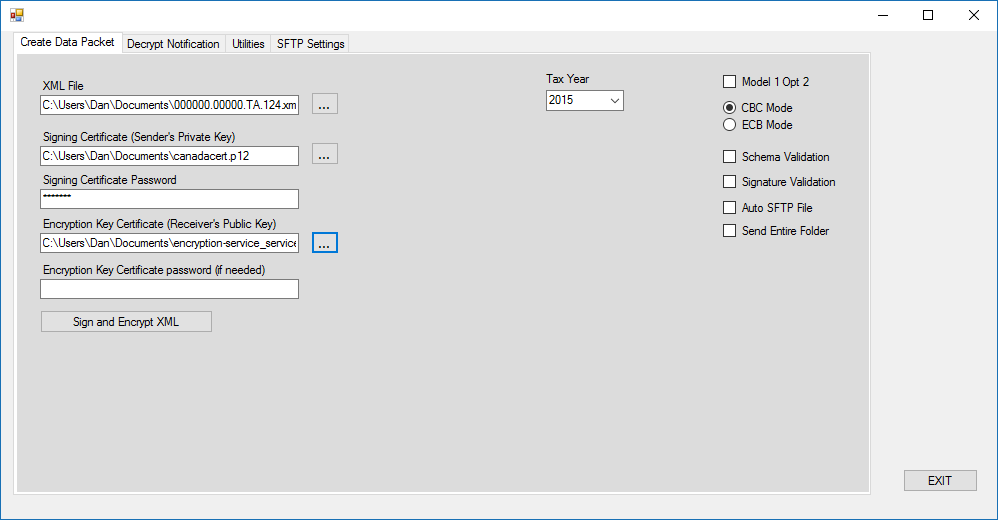 Create Data Packet Decrypt Notification Utilities SFTP Settings
XML File
C:\Users\Dan\Documents\000000.00000.TA.124.xm
...
Signing Certificate (Sender's Private Key)
C:\Users\Dan\Documents\canadacert.p12
...
Signing Certificate Password
*******
Encryption Key Certificate (Receiver's Public Key)
C:\Users\Dan\Documents\encryption-service_service
...
Encryption Key Certificate password (if needed)
Sign and Encrypt XML
Tax Year
2015
Model 1 Opt 2
CBC Mode
ECB Mode
Schema Validation
Signature Validation
Auto SFTP File
Send Entire Folder
EXIT